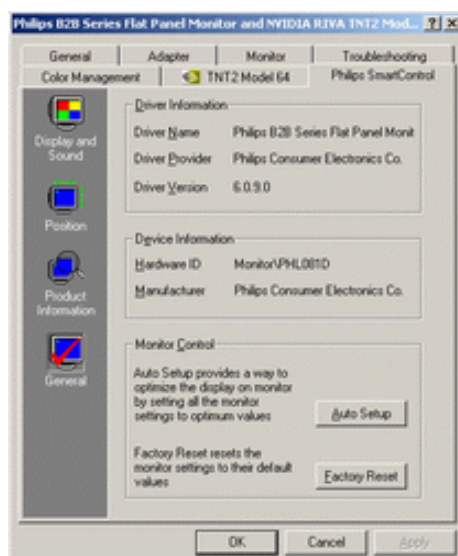 Philips B2B Series Flat Panel Monitor and NVIDIA RIVA TNT2 Mod...
General Adapter Monitor Troubleshooting
Color Management TNT2 Model 64 Philips SmartControl
Display and
Sound
Position
Product
Information
General
Driver Information
Driver Name Philips B2B Series Flat Panel Monit
Driver Provider Philips Consumer Electronics Co.
Driver Version 6.0.9.0
Device Information
Hardware ID Monitor\PHL081D
Manufacturer Philips Consumer Electronics Co.
Monitor Control
Auto Setup provides a way to
optimize the display on monitor
by setting all the monitor
settings to optimum values
Auto Setup
Factory Reset resets the
monitor settings to their default
values
Factory Reset
OK Cancel Apply